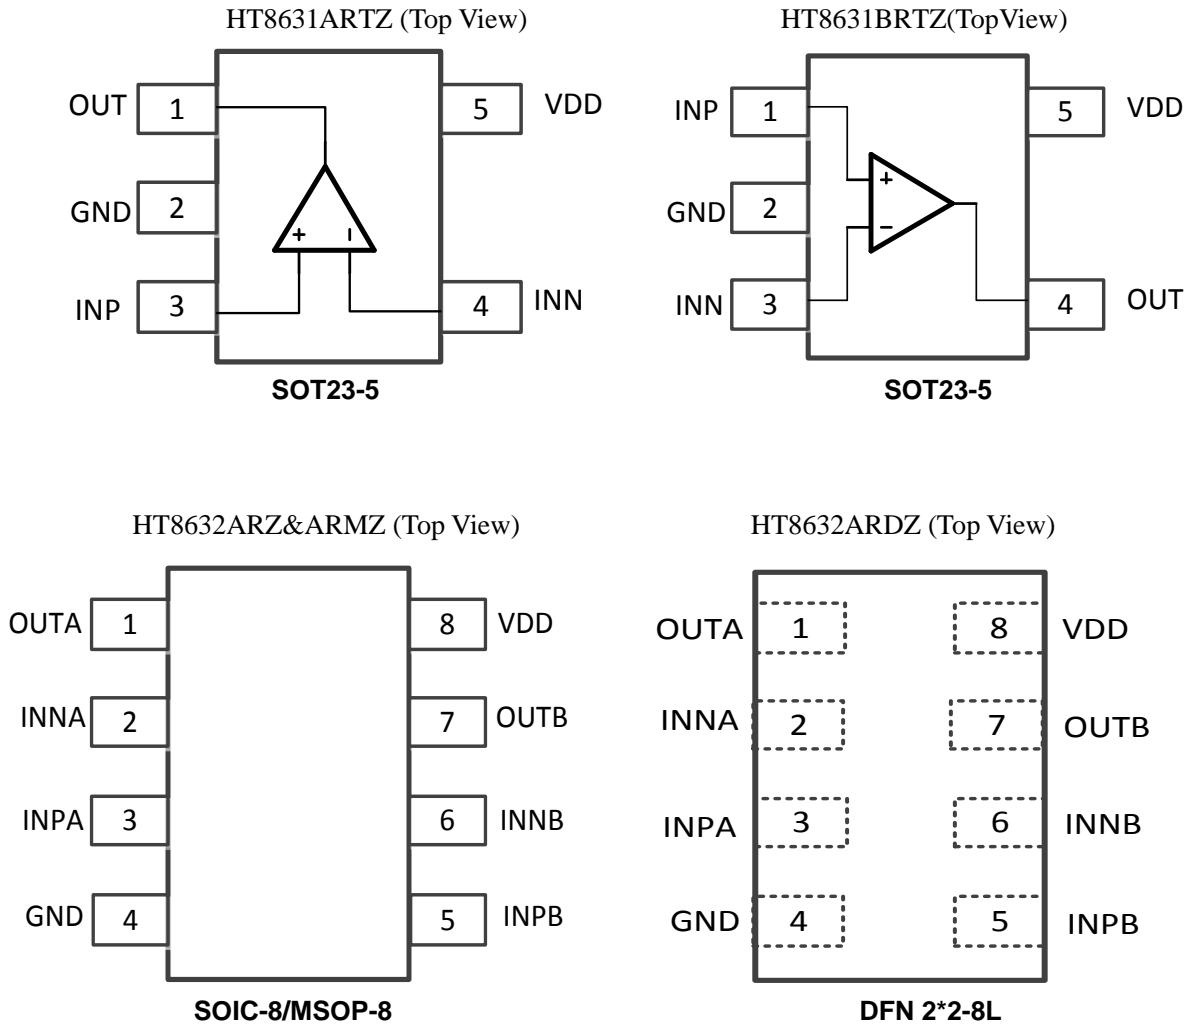 HT8631ARTZ (Top View)
OUT 1
5 VDD
GND 2
INP 3
4 INN
+ −
SOT23-5
HT8631BRTZ(TopView)
INP 1
5 VDD
GND 2
INN 3
4 OUT
+
−
SOT23-5
HT8632ARZ&ARMZ (Top View)
OUTA 1
8 VDD
INNA 2
7 OUTB
INPA 3
6 INNB
GND 4
5 INPB
SOIC-8/MSOP-8
HT8632ARDZ (Top View)
OUTA 1
8 VDD
INNA 2
7 OUTB
INPA 3
6 INNB
GND 4
5 INPB
DFN 2*2-8L